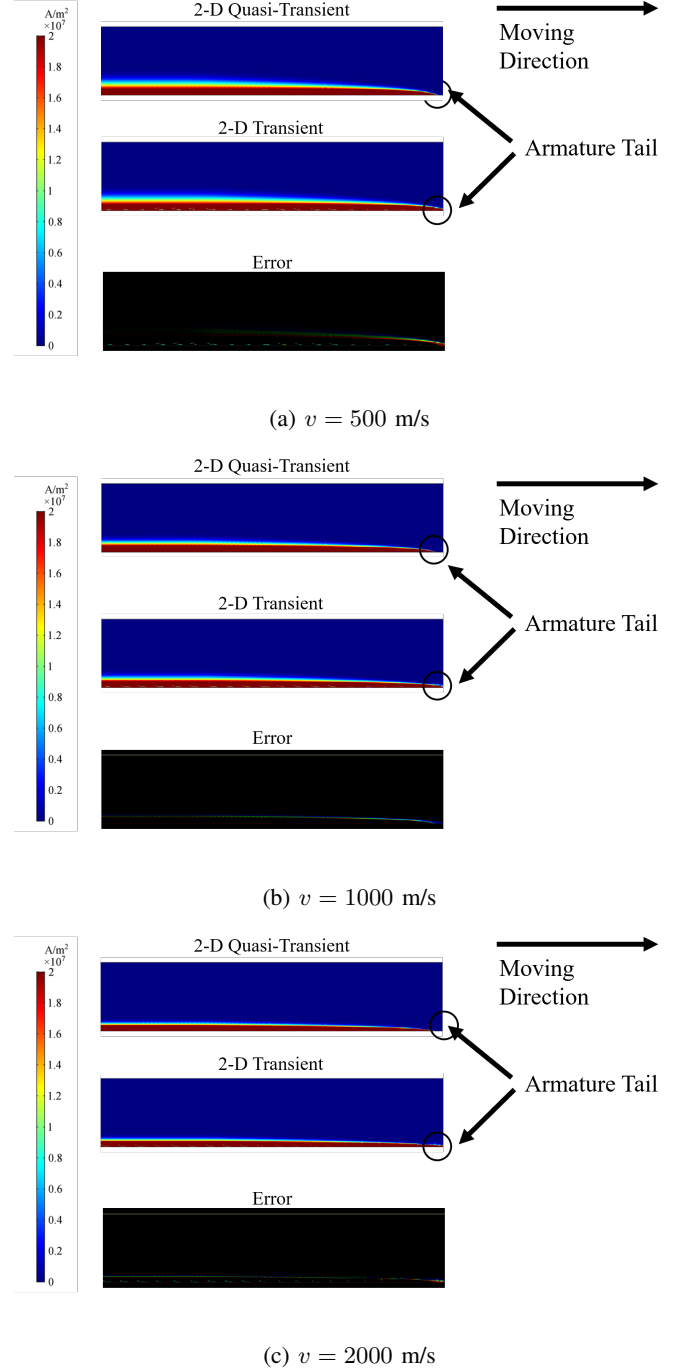 2-D Quasi-Transient
A/m²
×10⁷
2
1.8
1.6
1.4
1.2
1
0.8
0.6
0.4
0.2
0
Moving
Direction
2-D Transient
Armature Tail
Error
(a) v = 500 m/s
2-D Quasi-Transient
A/m²
×10⁷
2
1.8
1.6
1.4
1.2
1
0.8
0.6
0.4
0.2
0
Moving
Direction
2-D Transient
Armature Tail
Error
(b) v = 1000 m/s
2-D Quasi-Transient
A/m²
×10⁷
2
1.8
1.6
1.4
1.2
1
0.8
0.6
0.4
0.2
0
Moving
Direction
2-D Transient
Armature Tail
Error
(c) v = 2000 m/s